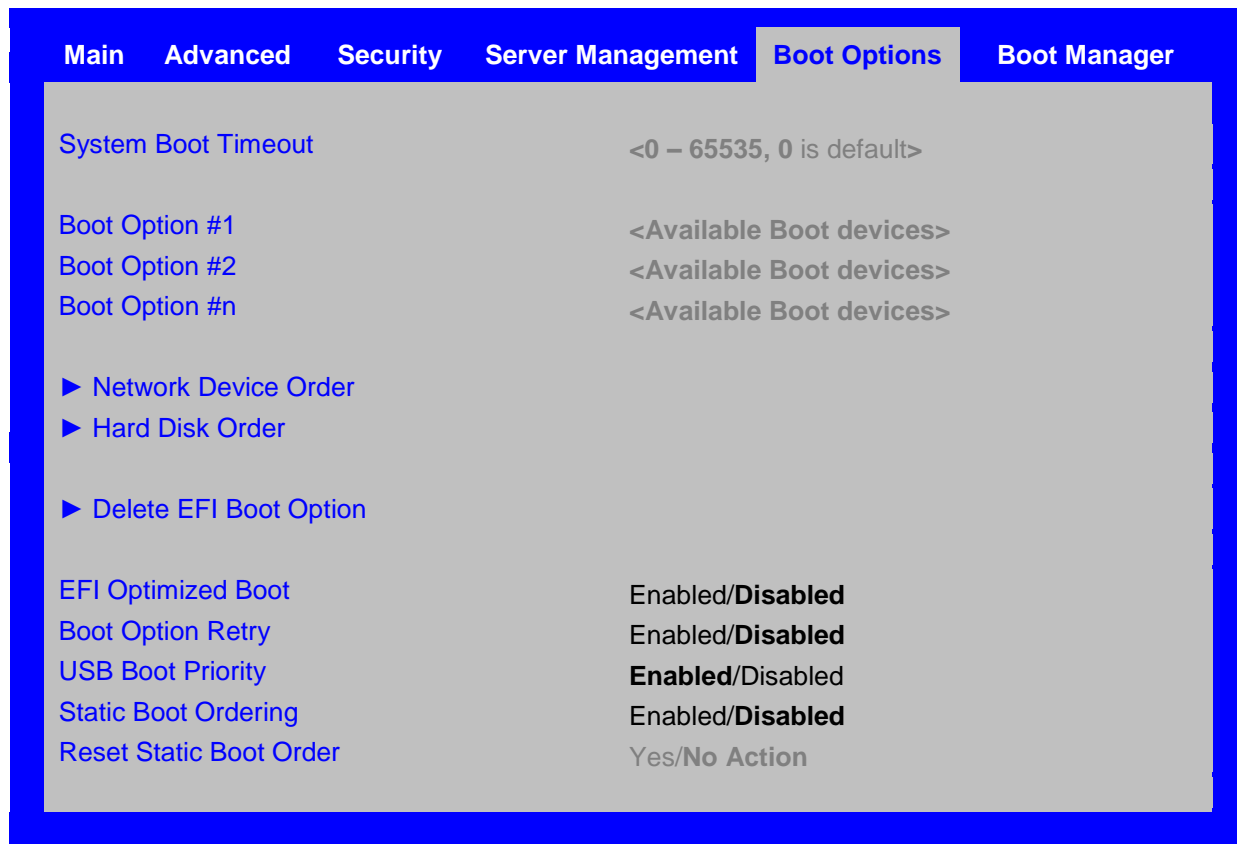 Main Advanced Security Server Management Boot Options Boot Manager
System Boot Timeout <0 – 65535, 0 is default>
Boot Option #1 <Available Boot devices>
Boot Option #2 <Available Boot devices>
Boot Option #n <Available Boot devices>
► Network Device Order
► Hard Disk Order
► Delete EFI Boot Option
EFI Optimized Boot Enabled/Disabled
Boot Option Retry Enabled/Disabled
USB Boot Priority Enabled/Disabled
Static Boot Ordering Enabled/Disabled
Reset Static Boot Order Yes/No Action